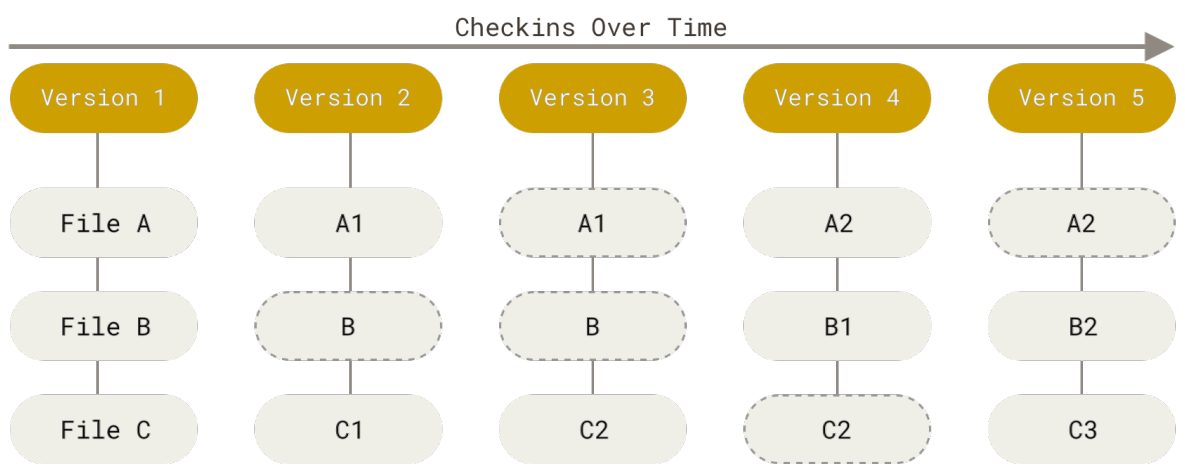 Checkins Over Time
Version 1 Version 2 Version 3 Version 4 Version 5
File A A1 A1 A2 A2
File B B B B1 B2
File C C1 C2 C2 C3